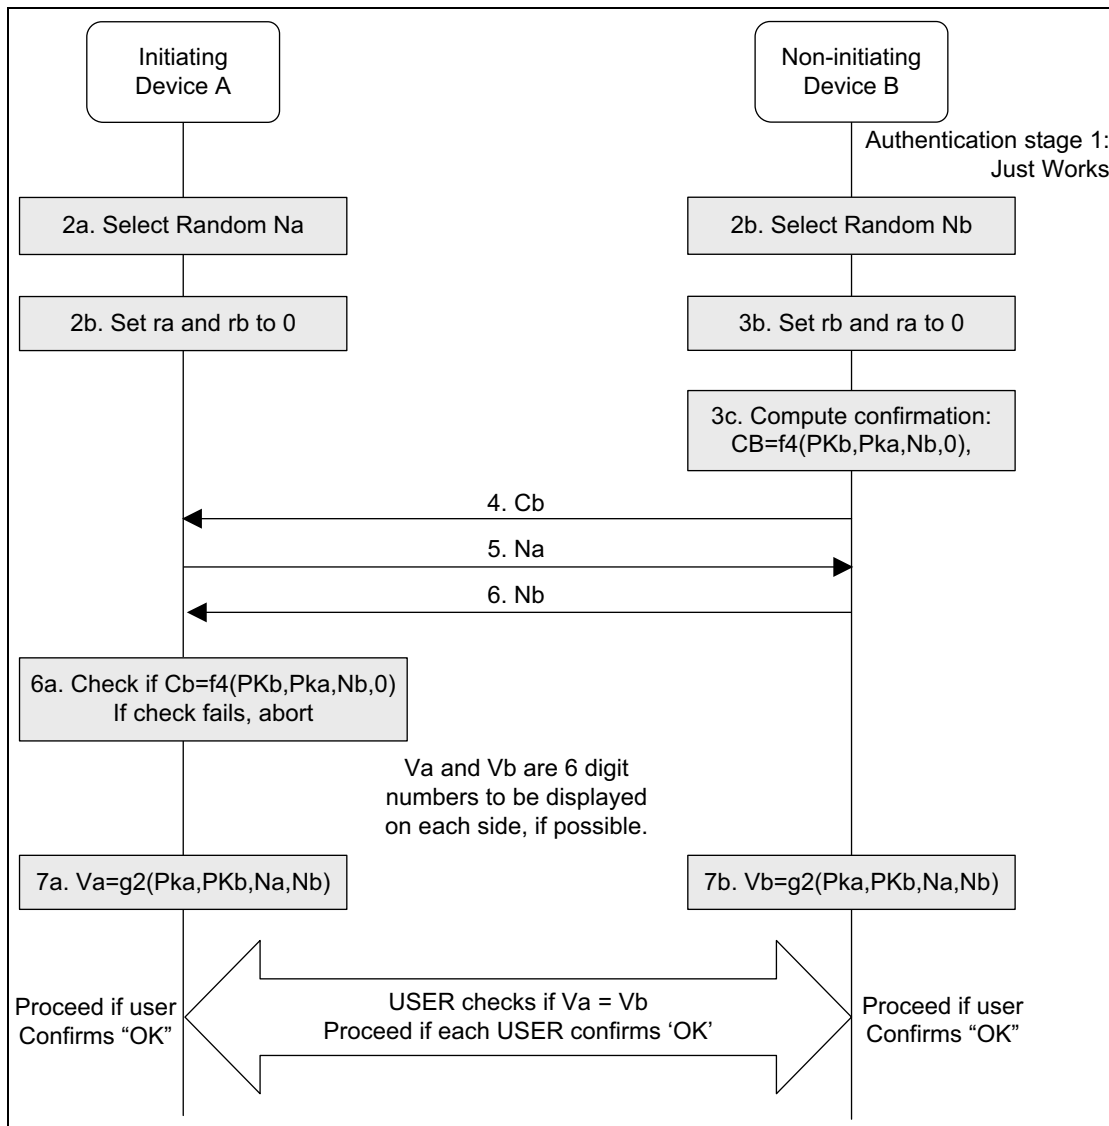 Initiating
Device A
Non-initiating
Device B
Authentication stage 1:
Just Works
2a. Select Random Na
2b. Select Random Nb
2b. Set ra and rb to 0
3b. Set rb and ra to 0
3c. Compute confirmation:
CB=f4(PKb,Pka,Nb,0),
4. Cb
5. Na
6. Nb
6a. Check if Cb=f4(PKb,Pka,Nb,0)
If check fails, abort
Va and Vb are 6 digit
numbers to be displayed
on each side, if possible.
7a. Va=g2(Pka,PKb,Na,Nb)
7b. Vb=g2(Pka,PKb,Na,Nb)
Proceed if user
Confirms “OK”
USER checks if Va = Vb
Proceed if each USER confirms ‘OK’
Proceed if user
Confirms “OK”